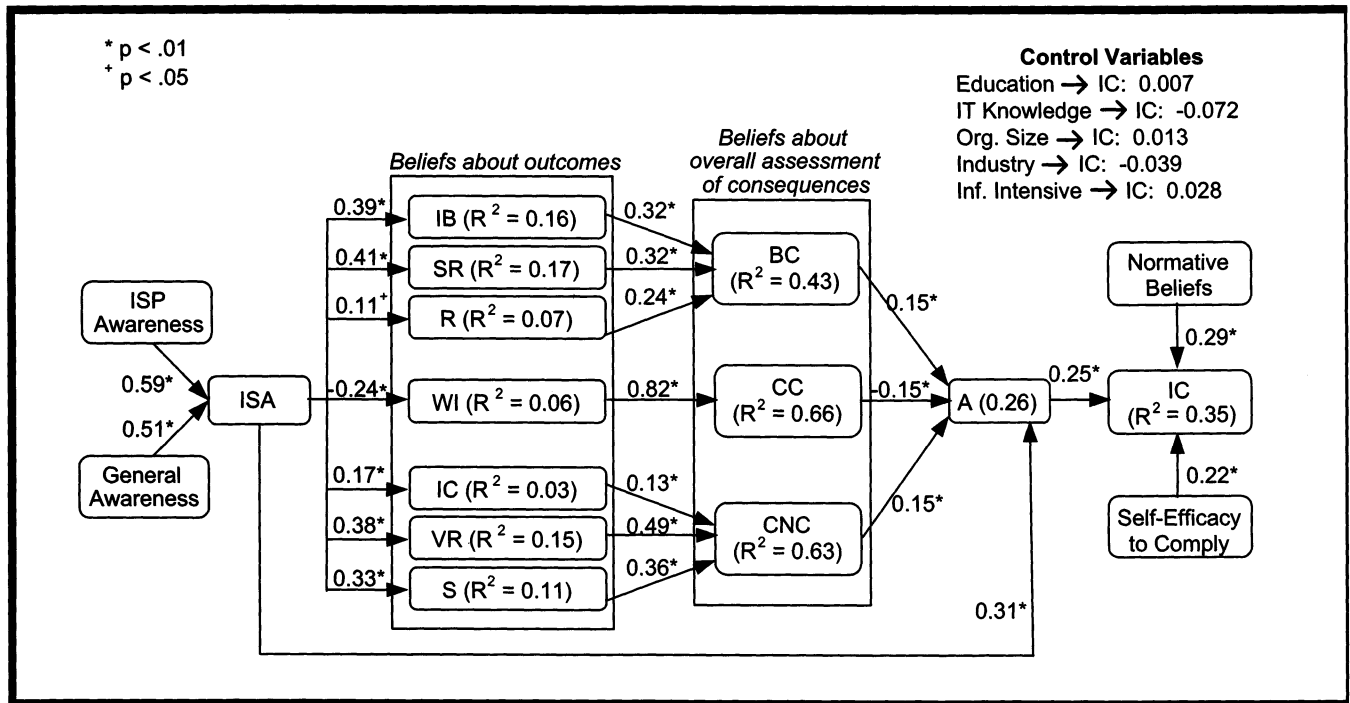 * p < .01
+ p < .05
Control Variables
Education → IC: 0.007
IT Knowledge → IC: -0.072
Org. Size → IC: 0.013
Industry → IC: -0.039
Inf. Intensive → IC: 0.028
Beliefs about outcomes
Beliefs about
overall assessment
of consequences
ISP
Awareness
General
Awareness
0.59*
0.51*
ISA
0.39*
0.41*
0.11+
-0.24*
0.17*
0.38*
0.33*
IB (R² = 0.16)
SR (R² = 0.17)
R (R² = 0.07)
WI (R² = 0.06)
IC (R² = 0.03)
VR (R² = 0.15)
S (R² = 0.11)
0.32*
0.32*
0.24*
0.82*
0.13*
0.49*
0.36*
BC
(R² = 0.43)
CC
(R² = 0.66)
CNC
(R² = 0.63)
0.15*
-0.15*
0.15*
0.31*
A (0.26)
0.25*
Normative
Beliefs
0.29*
IC
(R² = 0.35)
0.22*
Self-Efficacy
to Comply